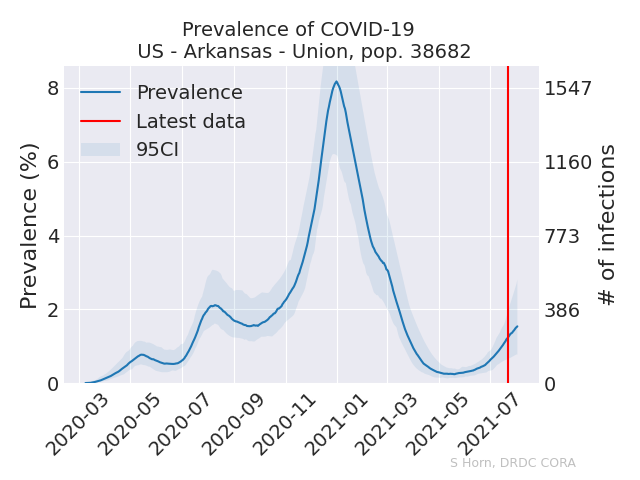 Prevalence of COVID-19
US - Arkansas - Union, pop. 38682
Prevalence
Latest data
95CI
Prevalence (%)
8
6
4
2
0
1547
1160
773
386
0
# of infections
2020-03
2020-05
2020-07
2020-09
2020-11
2021-01
2021-03
2021-05
2021-07
S Horn, DRDC CORA